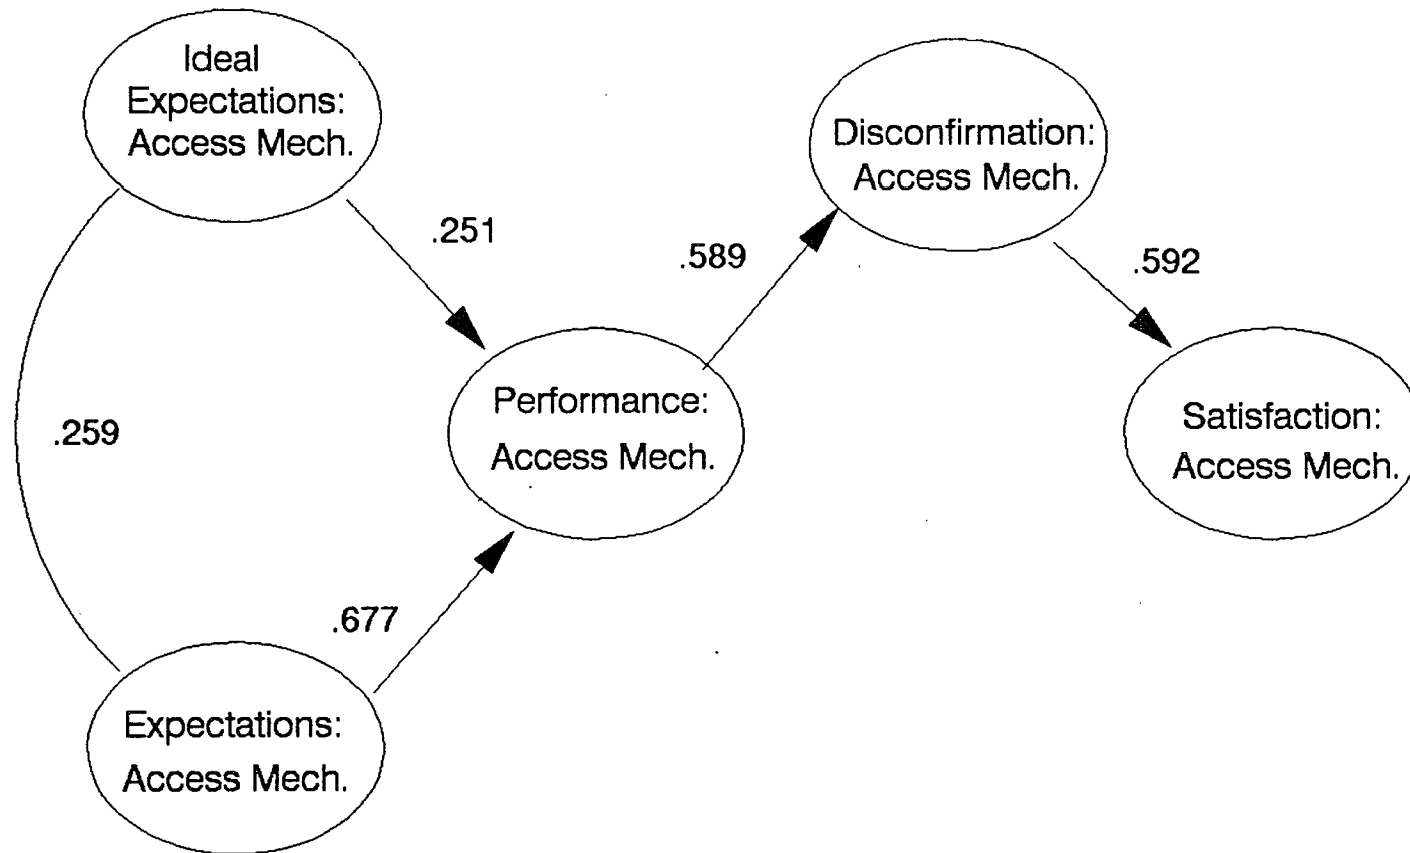 Ideal
Expectations:
Access Mech.
Disconfirmation:
Access Mech.
.251
.589
.592
Performance:
Access Mech.
.259
Satisfaction:
Access Mech.
.677
Expectations:
Access Mech.